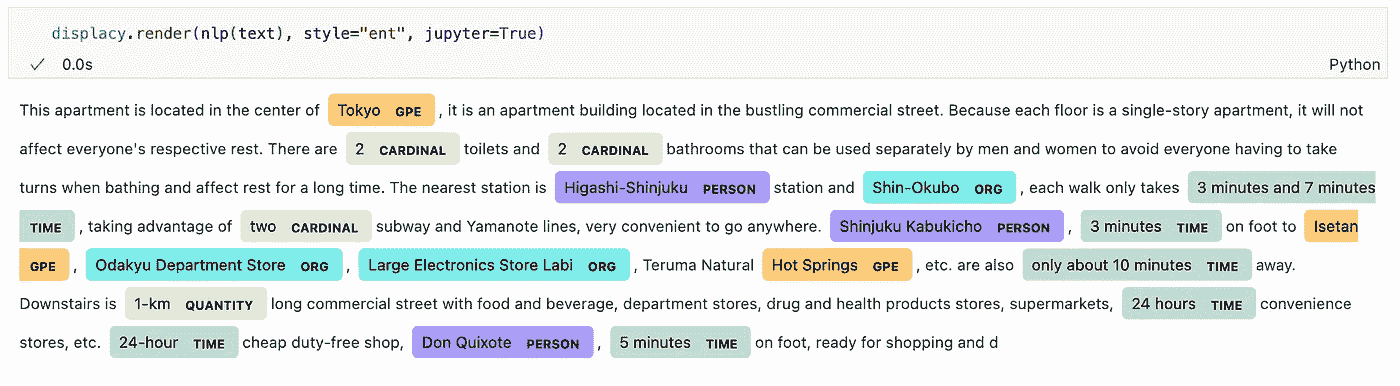 displacy.render(nlp(text), style="ent", jupyter=True)
✓ 0.0s Python
This apartment is located in the center of Tokyo GPE , it is an apartment building located in the bustling commercial street. Because each floor is a single-story apartment, it will not
affect everyone's respective rest. There are 2 CARDINAL toilets and 2 CARDINAL bathrooms that can be used separately by men and women to avoid everyone having to take
turns when bathing and affect rest for a long time. The nearest station is Higashi-Shinjuku PERSON station and Shin-Okubo ORG , each walk only takes 3 minutes and 7 minutes
TIME , taking advantage of two CARDINAL subway and Yamanote lines, very convenient to go anywhere. Shinjuku Kabukicho PERSON , 3 minutes TIME on foot to Isetan
GPE , Odakyu Department Store ORG , Large Electronics Store Labi ORG , Teruma Natural Hot Springs GPE , etc. are also only about 10 minutes TIME away.
Downstairs is 1-km QUANTITY long commercial street with food and beverage, department stores, drug and health products stores, supermarkets, 24 hours TIME convenience
stores, etc. 24-hour TIME cheap duty-free shop, Don Quixote PERSON , 5 minutes TIME on foot, ready for shopping and d